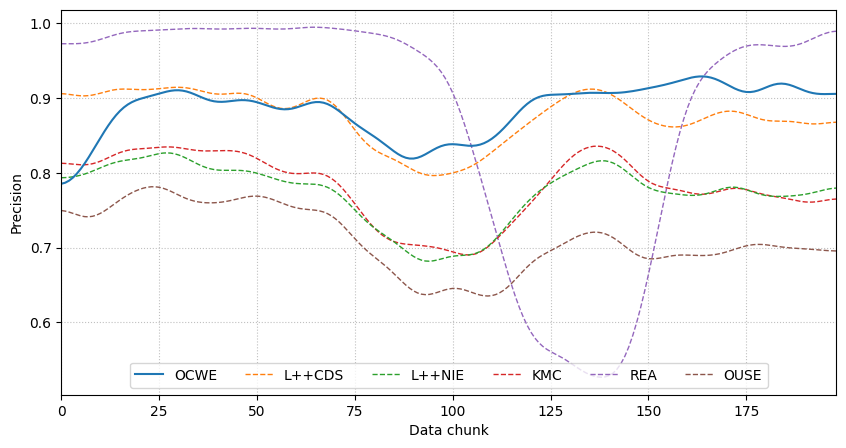 1.0
0.9
0.8
0.7
0.6
Precision
OCWE L++CDS L++NIE KMC REA OUSE
0 25 50 75 100 125 150 175
Data chunk